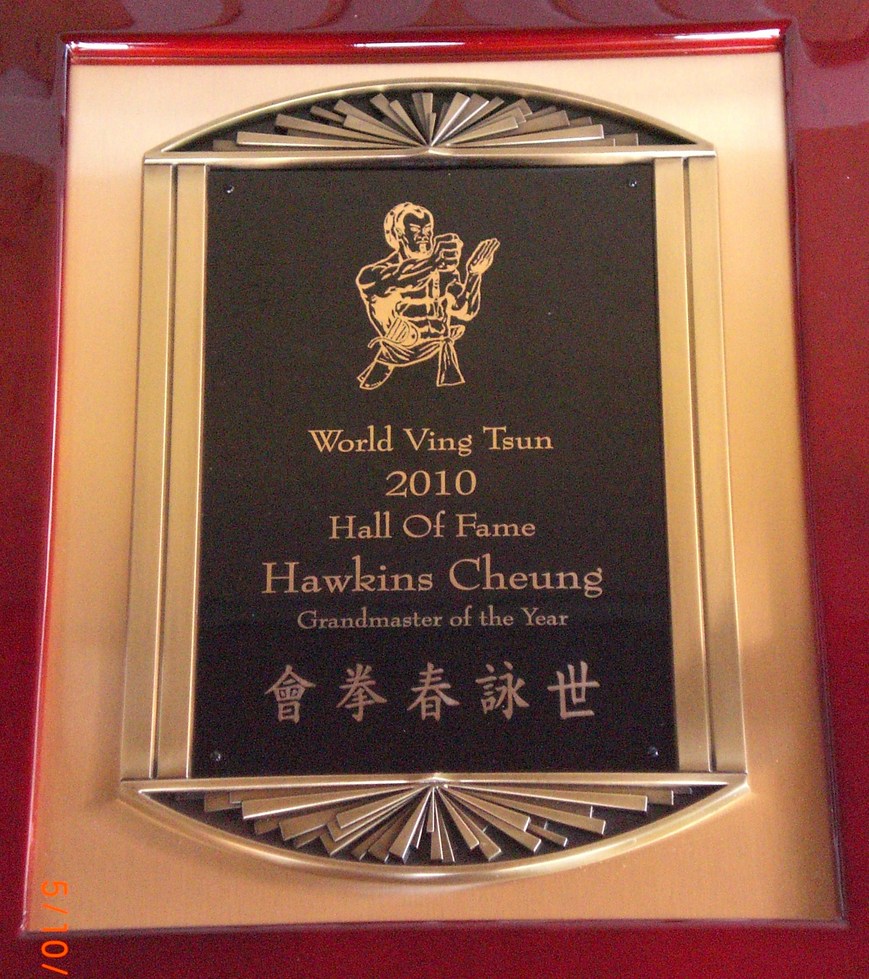 World Ving Tsun
2010
Hall Of Fame
Hawkins Cheung
Grandmaster of the Year
會拳春詠世
5/10/